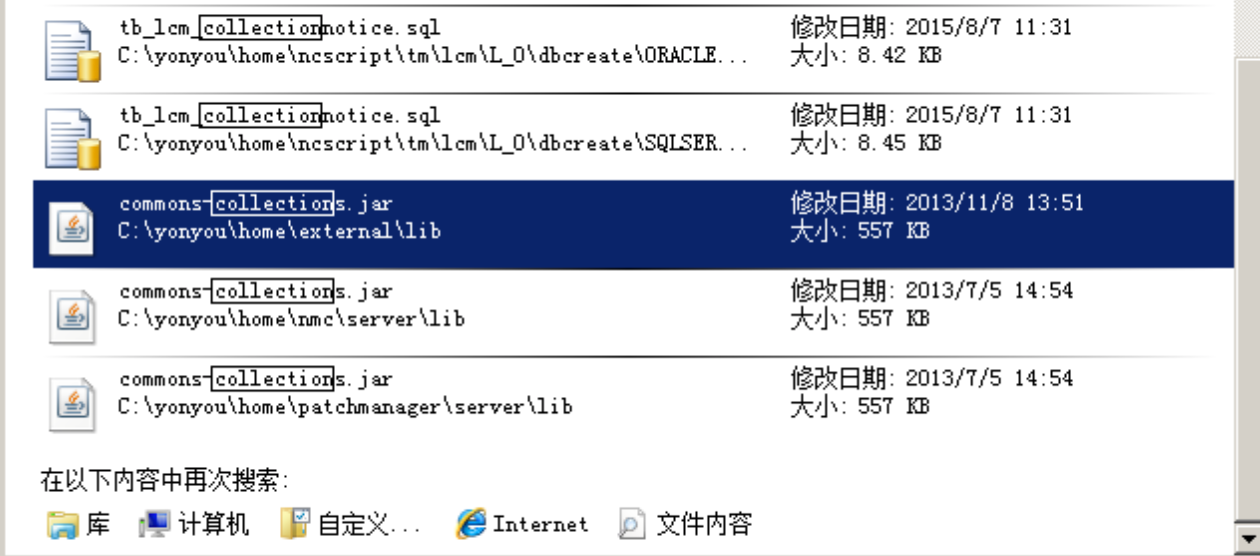 tb_lcm_collectionnotice.sql 修改日期: 2015/8/7 11:31
C:\yonyou\home\ncscript\tm\lcm\L_0\dbcreate\ORACLE... 大小: 8.42 KB
tb_lcm_collectionnotice.sql 修改日期: 2015/8/7 11:31
C:\yonyou\home\ncscript\tm\lcm\L_0\dbcreate\SQLSER... 大小: 8.45 KB
commons-collections.jar 修改日期: 2013/11/8 13:51
C:\yonyou\home\external\lib 大小: 557 KB
commons-collections.jar 修改日期: 2013/7/5 14:54
C:\yonyou\home\nmc\server\lib 大小: 557 KB
commons-collections.jar 修改日期: 2013/7/5 14:54
C:\yonyou\home\patchmanager\server\lib 大小: 557 KB
在以下内容中再次搜索:
库 计算机 自定义... Internet 文件内容